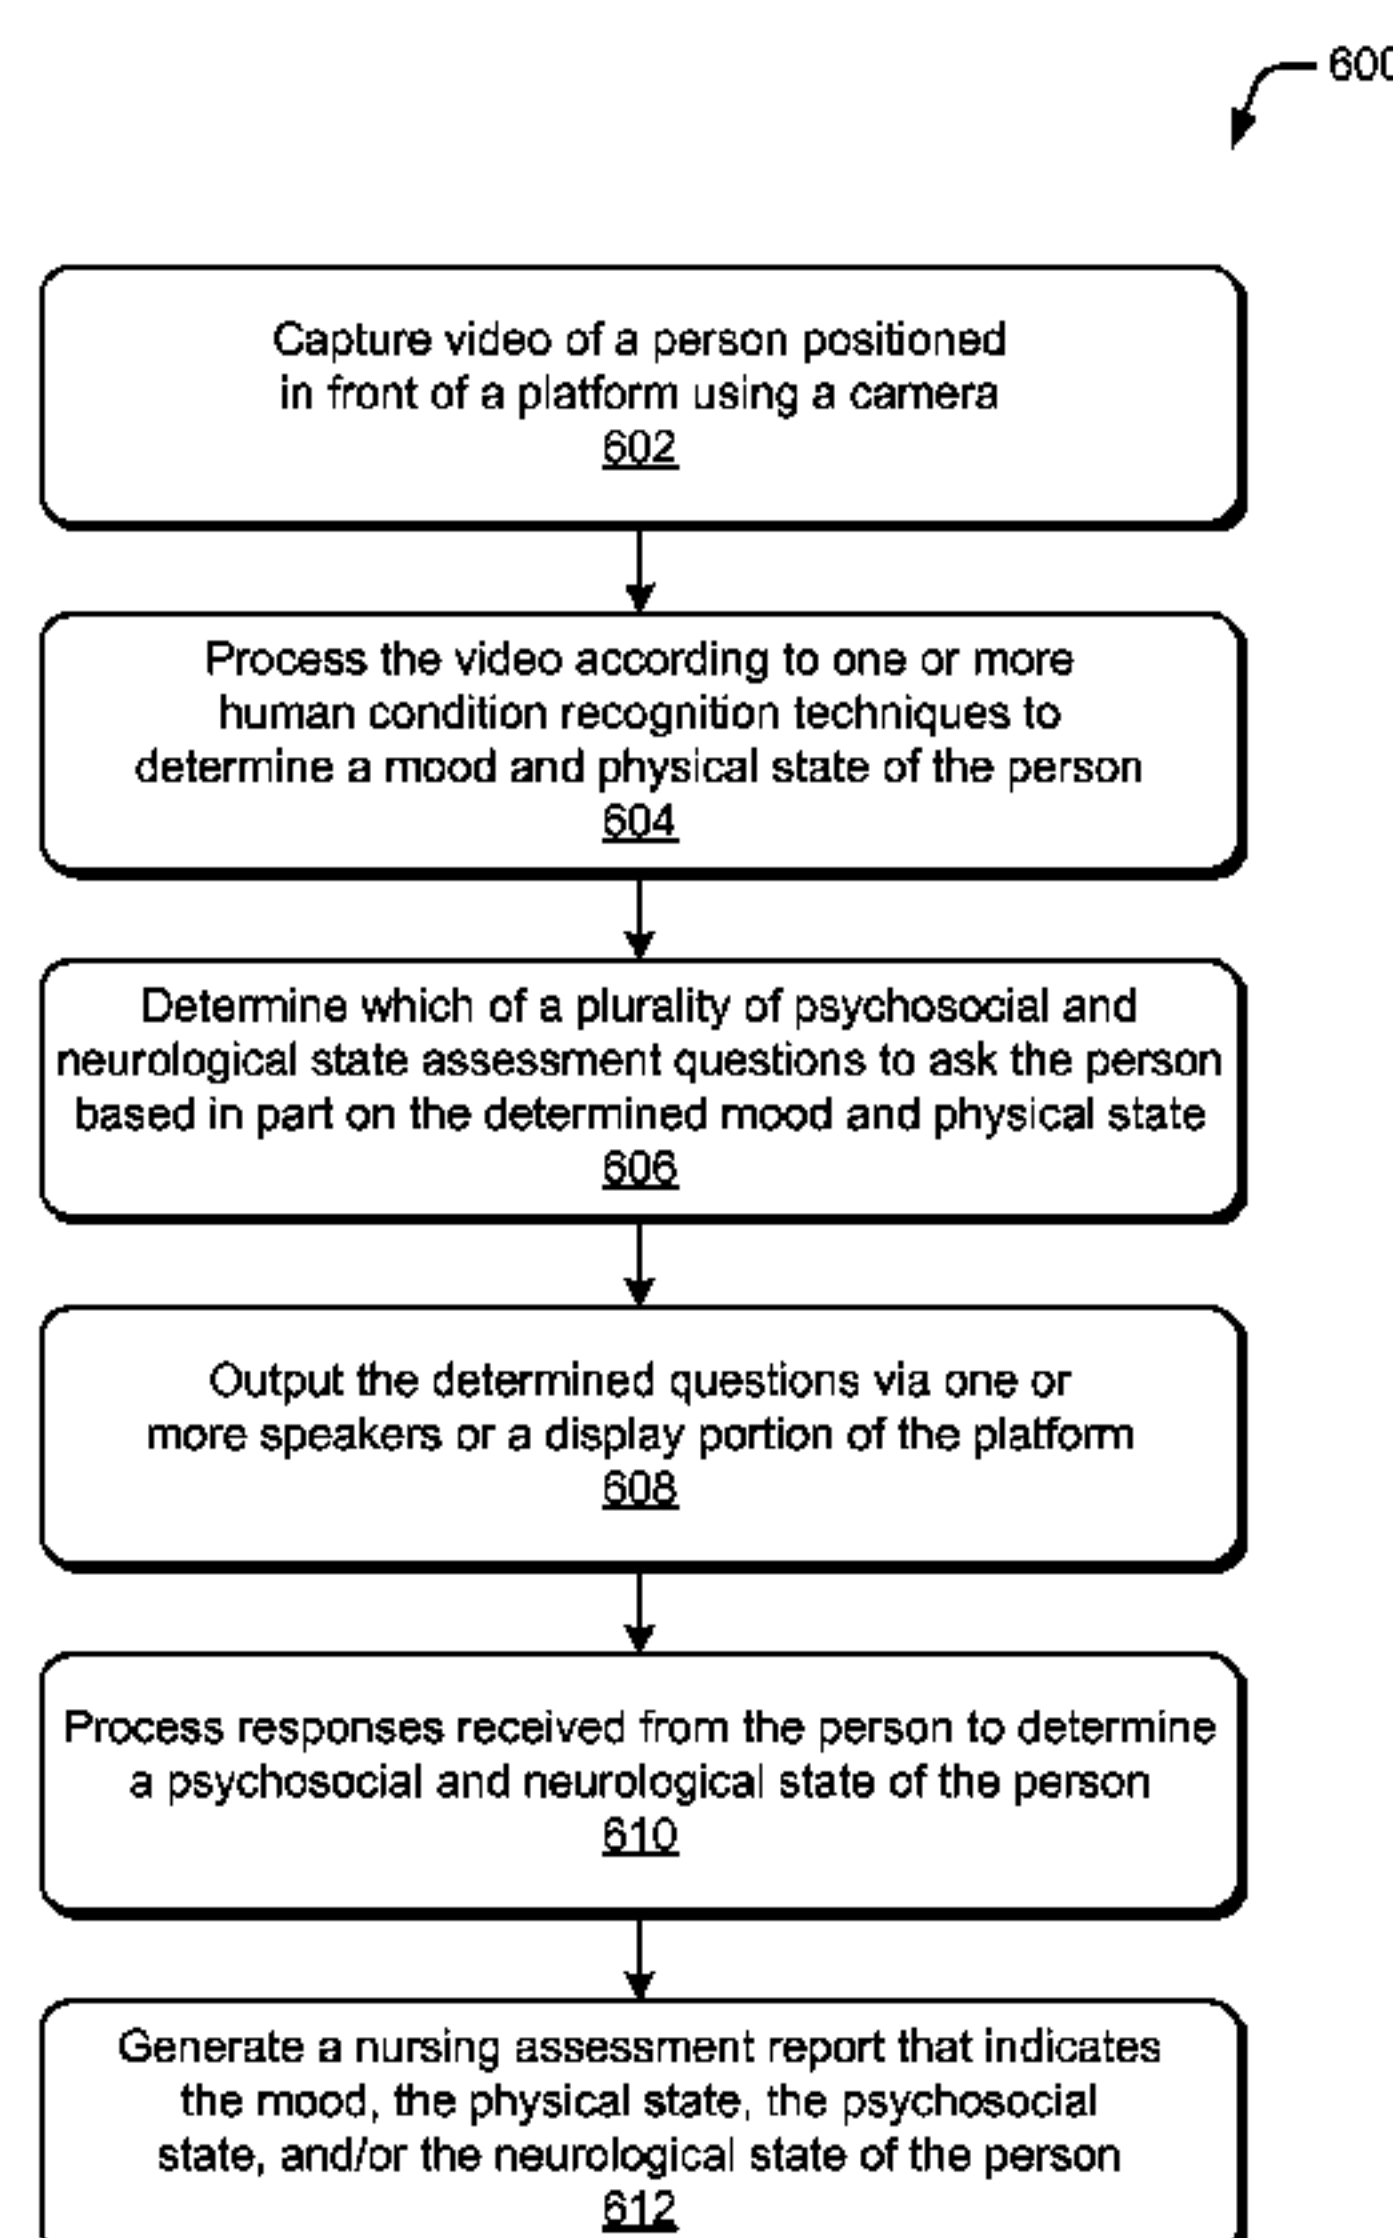 600
Capture video of a person positioned
in front of a platform using a camera
602
Process the video according to one or more
human condition recognition techniques to
determine a mood and physical state of the person
604
Determine which of a plurality of psychosocial and
neurological state assessment questions to ask the person
based in part on the determined mood and physical state
606
Output the determined questions via one or
more speakers or a display portion of the platform
608
Process responses received from the person to determine
a psychosocial and neurological state of the person
610
Generate a nursing assessment report that indicates
the mood, the physical state, the psychosocial
state, and/or the neurological state of the person
612